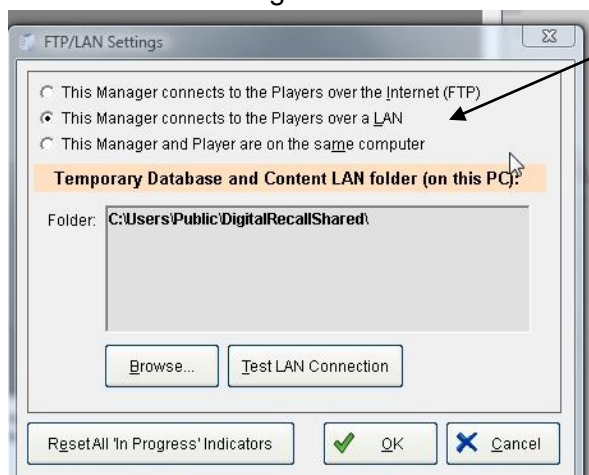 FTP/LAN Settings
This Manager connects to the Players over the Internet (FTP)
This Manager connects to the Players over a LAN
This Manager and Player are on the same computer
Temporary Database and Content LAN folder (on this PC):
Folder: C:\Users\Public\DigitalRecallShared\
Browse... Test LAN Connection
Reset All 'In Progress' Indicators OK Cancel